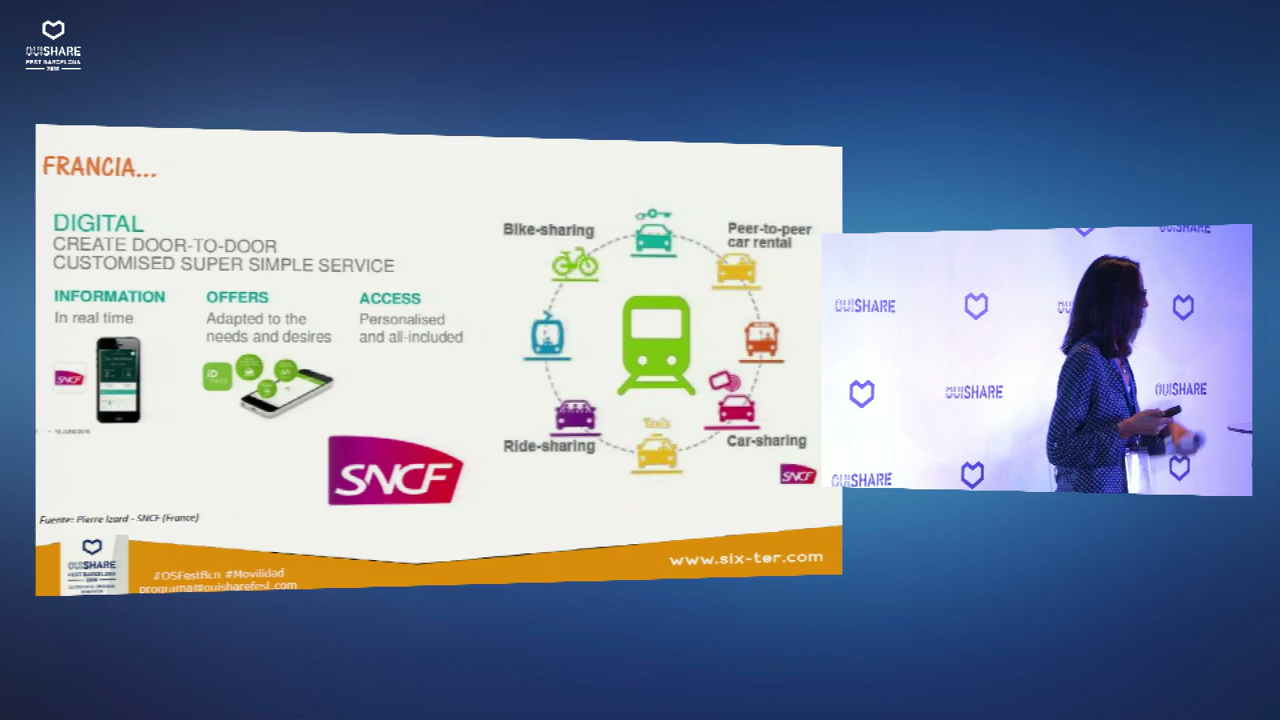 OUISHARE
FEST BARCELONA
2016
FRANCIA...
DIGITAL
CREATE DOOR-TO-DOOR
CUSTOMISED SUPER SIMPLE SERVICE
INFORMATION
In real time
OFFERS
Adapted to the
needs and desires
ACCESS
Personalised
and all-included
SNCF
iD
SNCF
Bike-sharing
Peer-to-peer
car rental
Ride-sharing
Taxis
Car-sharing
SNCF
Fuente: Pierre Izard - SNCF (France)
OUISHARE
FEST BARCELONA
#OSFestBcn #Movilidad
programa@ouisharefest.com
www.six-ter.com
OUISHARE
OUISHARE
OUISHARE
OUISHARE
OUISHARE